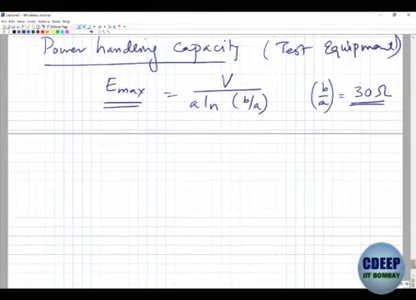 Power handling capacity (Test Equipment)
Emax = V / a ln (b/a) (b/a) = 30Ω
CDEEP
IIT BOMBAY